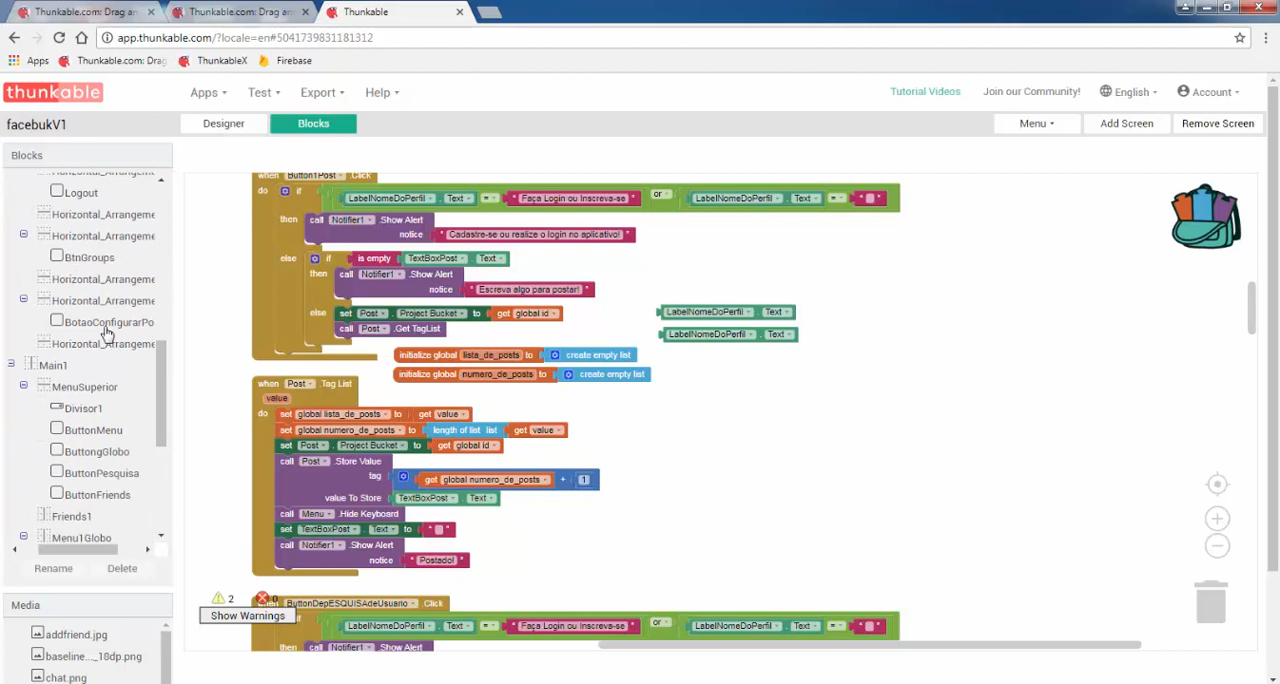 Thunkable.com: Drag an
Thunkable.com: Drag an
Thunkable
app.thunkable.com/?locale=en#5041739831181312
Apps
Thunkable.com: Drag
ThunkableX
Firebase
thunkable
Apps
Test
Export
Help
Tutorial Videos
Join our Community!
English
Account
facebukV1
Designer
Blocks
Menu
Add Screen
Remove Screen
Blocks
Horizontal_Arrangeme
Logout
Horizontal_Arrangeme
Horizontal_Arrangeme
BtnGroups
Horizontal_Arrangeme
Horizontal_Arrangeme
BotaoConfigurarPo
Horizontal_Arrangeme
Main1
MenuSuperior
Divisor1
ButtonMenu
ButtongGlobo
ButtonPesquisa
ButtonFriends
Friends1
Menu1Globo
Rename
Delete
Media
addfriend.jpg
baseline..._18dp.png
chat.png
when Button1Post .Click
do if LabelNomeDoPerfil . Text = " Faça Login ou Inscreva-se " or LabelNomeDoPerfil . Text = " "
then call Notifier1 .Show Alert
notice " Cadastre-se ou realize o login no aplicativo! "
else if is empty TextBoxPost . Text
then call Notifier1 .Show Alert
notice " Escreva algo para postar! "
else set Post . Project Bucket to get global id
call Post .Get TagList
LabelNomeDoPerfil . Text
LabelNomeDoPerfil . Text
initialize global lista_de_posts to create empty list
initialize global numero_de_posts to create empty list
when Post .Tag List
value
do set global lista_de_posts to get value
set global numero_de_posts to length of list list get value
set Post . Project Bucket to get global id
call Post .Store Value
tag get global numero_de_posts + 1
value To Store TextBoxPost . Text
call Menu .Hide Keyboard
set TextBoxPost . Text to " "
call Notifier1 .Show Alert
notice " Postado! "
2 0
Show Warnings
ButtonDepESQUISAdeUsuario .Click
if LabelNomeDoPerfil . Text = " Faça Login ou Inscreva-se " or LabelNomeDoPerfil . Text = " "
then call Notifier1 .Show Alert